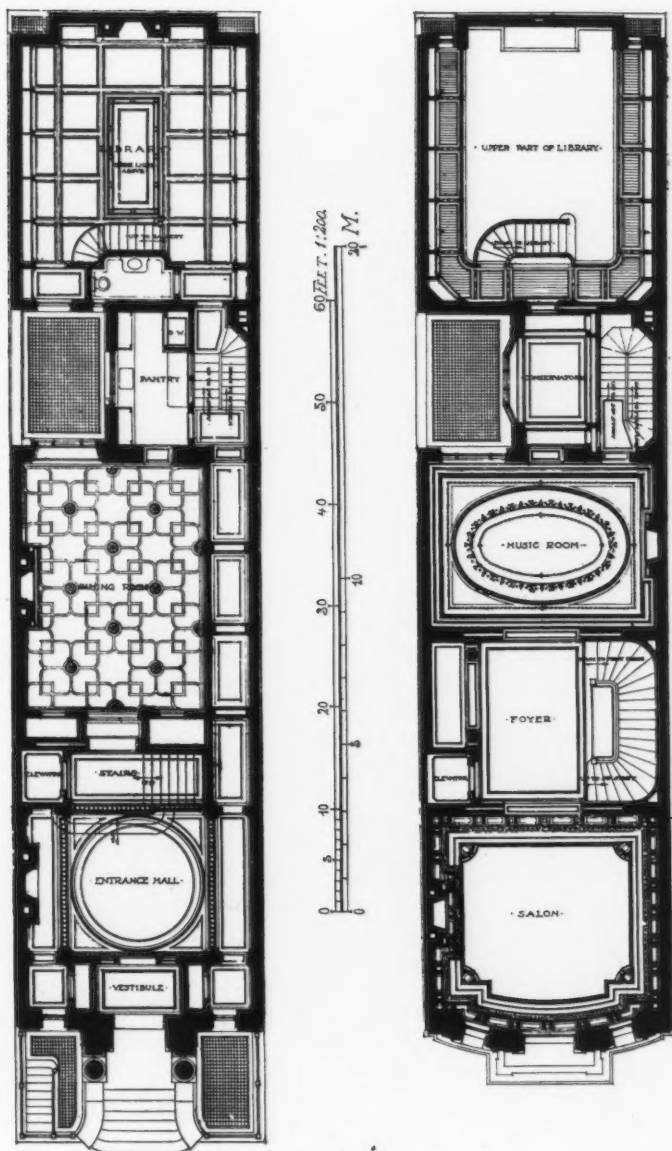 LIBRARY
ABOVE
PANTRY
DINING ROOM
ELEVATOR
STAIRS
ENTRANCE HALL
·VESTIBULE·
FEET. 1:200. M.
60
50
40
30
20
10
5
0
20
10
5
0
·UPPER PART OF LIBRARY·
CONSERVATORY
·MUSIC ROOM·
FOYER
ELEVATOR
·SALON·